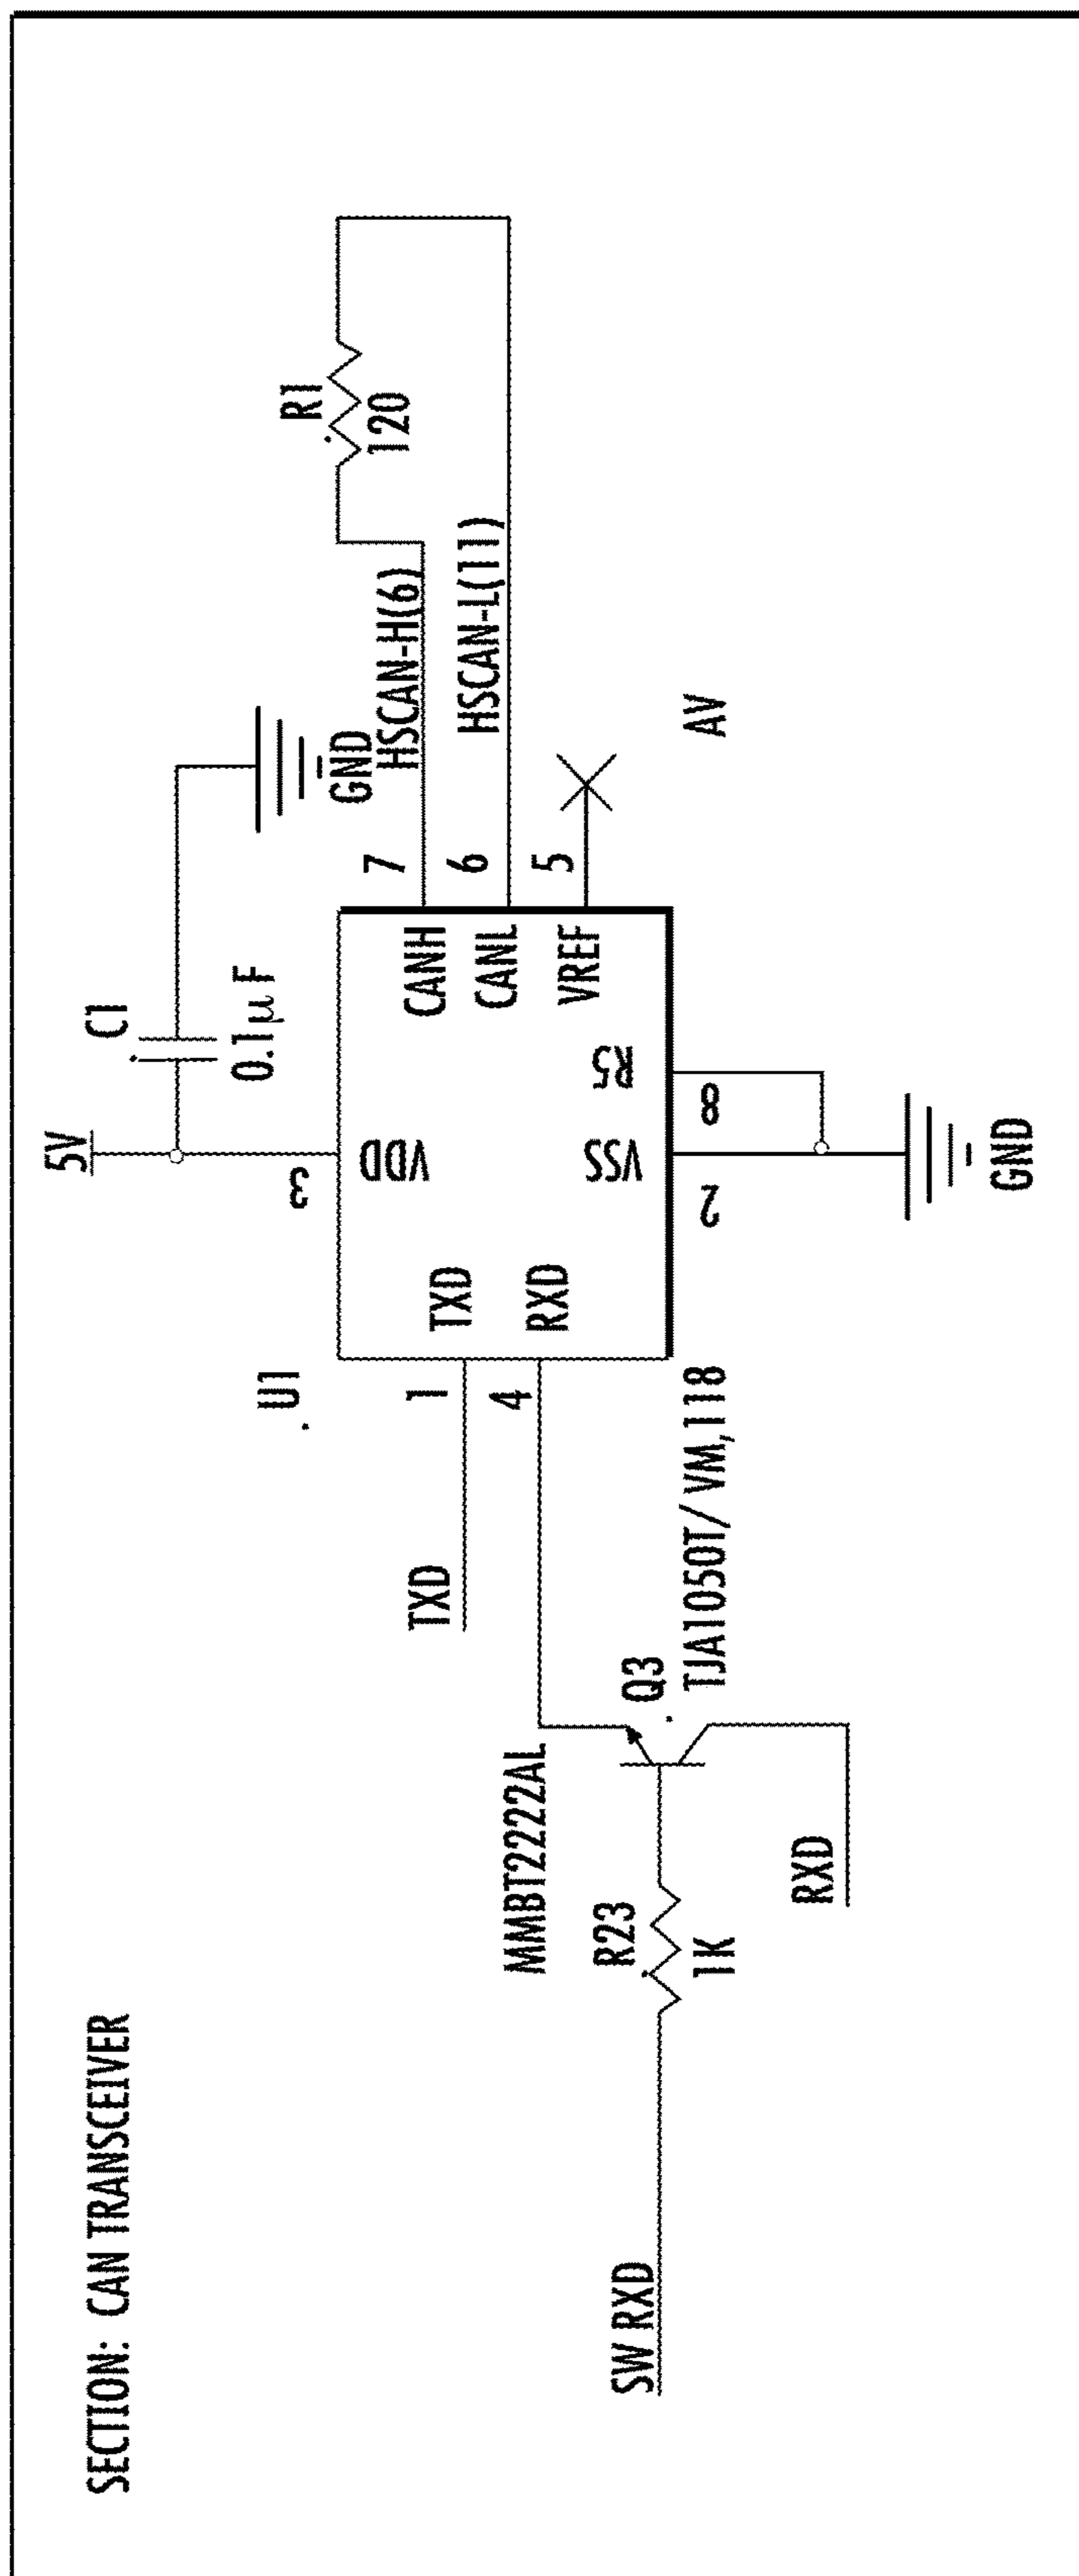 SECTION: CAN TRANSCEIVER
5V
C1
0.1µF
GND
R1
120
HSCAN-H(6)
HSCAN-L(11)
U1
3
VDD
TXD
1
TXD
CANH
7
4
RXD
CANL
6
VREF
5
VSS
R5
2
8
AV
GND
TJA1050T/ VM,118
MMBT2222AL
Q3
R23
1K
SW RXD
RXD